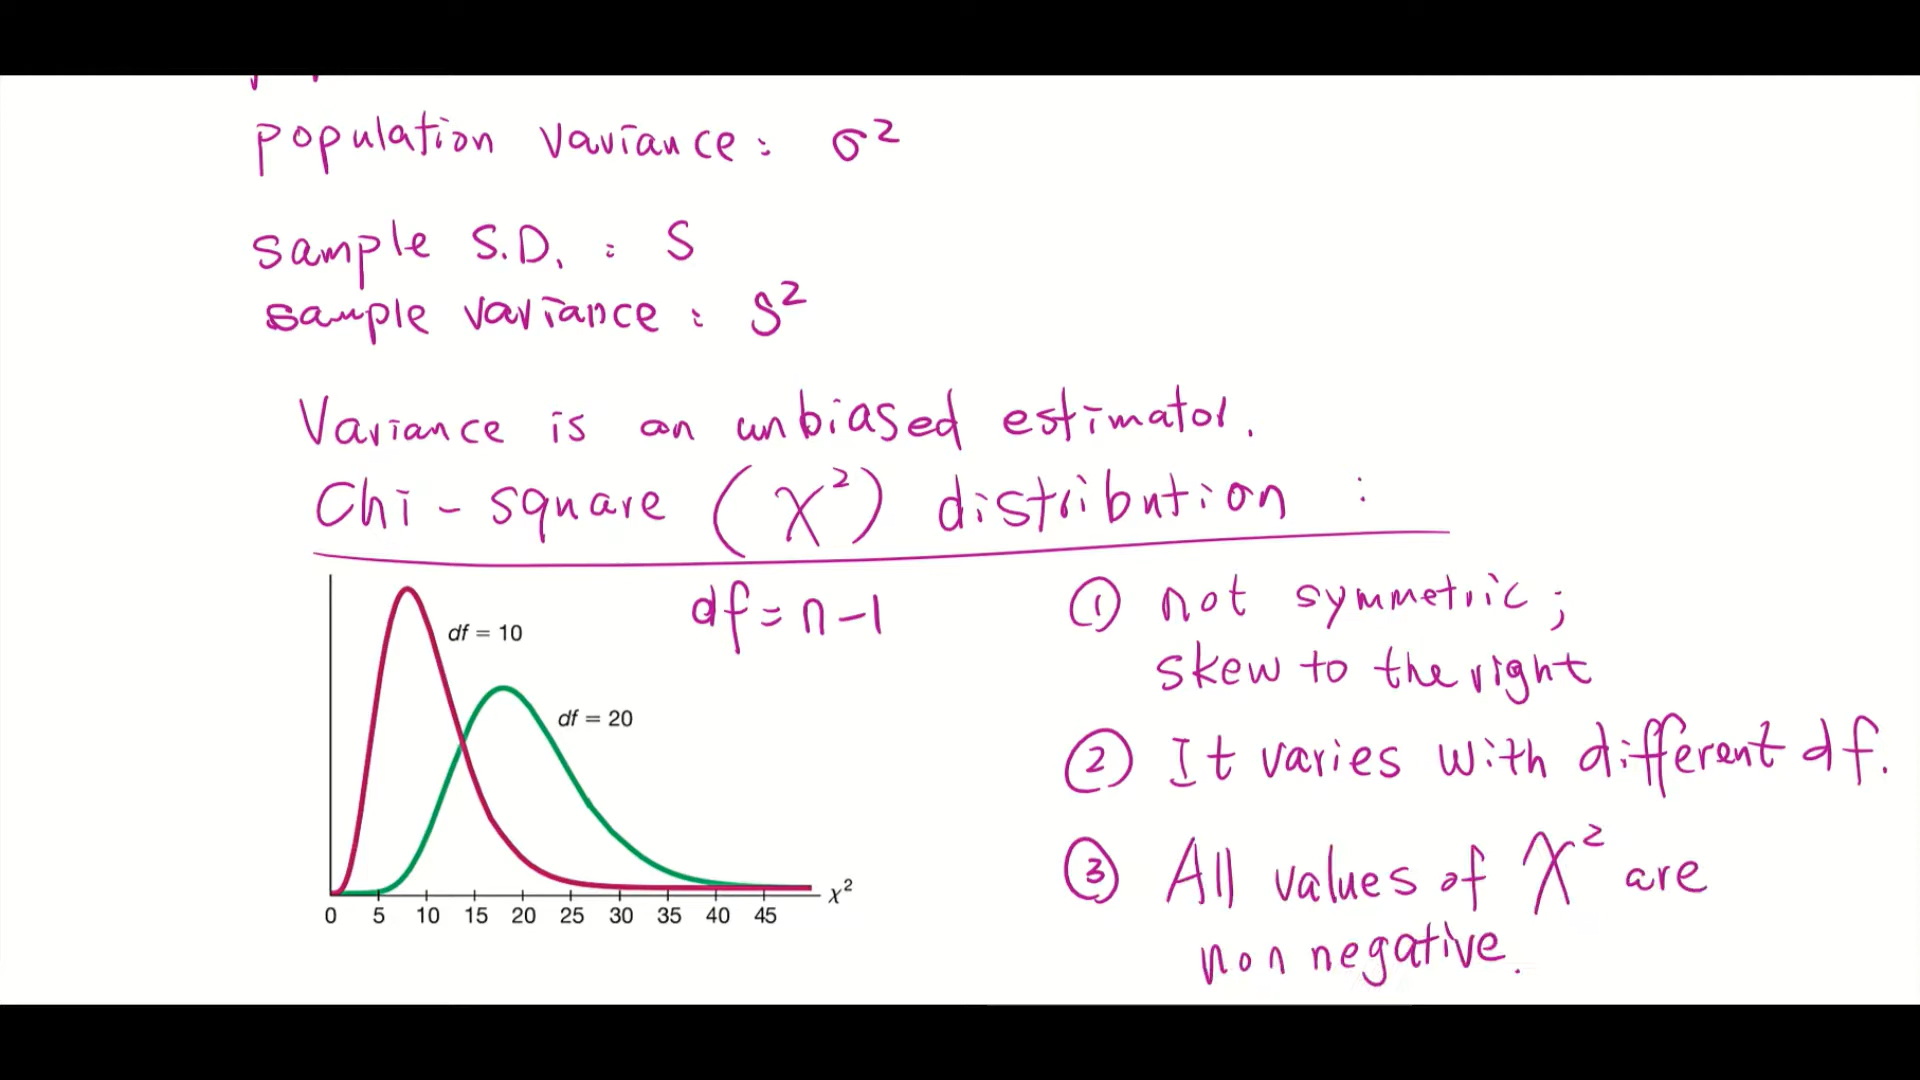 population variance: σ²
sample S.D. : S
sample variance : S²
Variance is an unbiased estimator.
Chi-square (χ²) distribution :
df = n-1
df = 10
df = 20
χ²
0 5 10 15 20 25 30 35 40 45
① not symmetric;
skew to the right
② It varies with different df.
③ All values of χ² are
non negative.